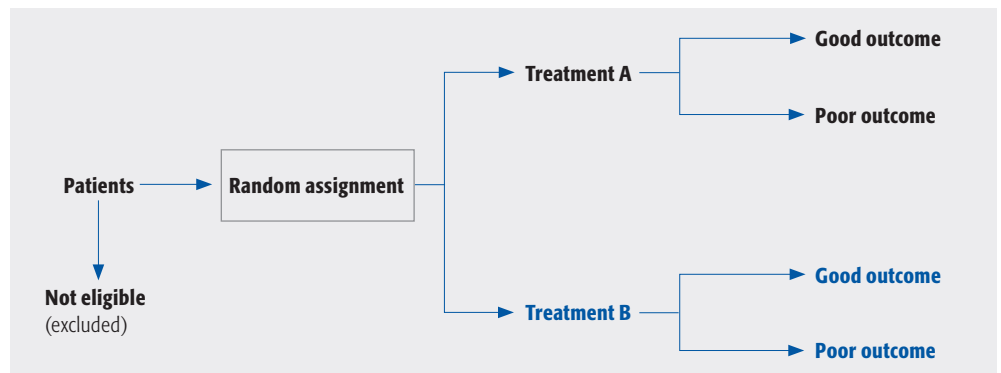 Good outcome
Treatment A
Poor outcome
Patients
Random assignment
Not eligible
(excluded)
Good outcome
Treatment B
Poor outcome